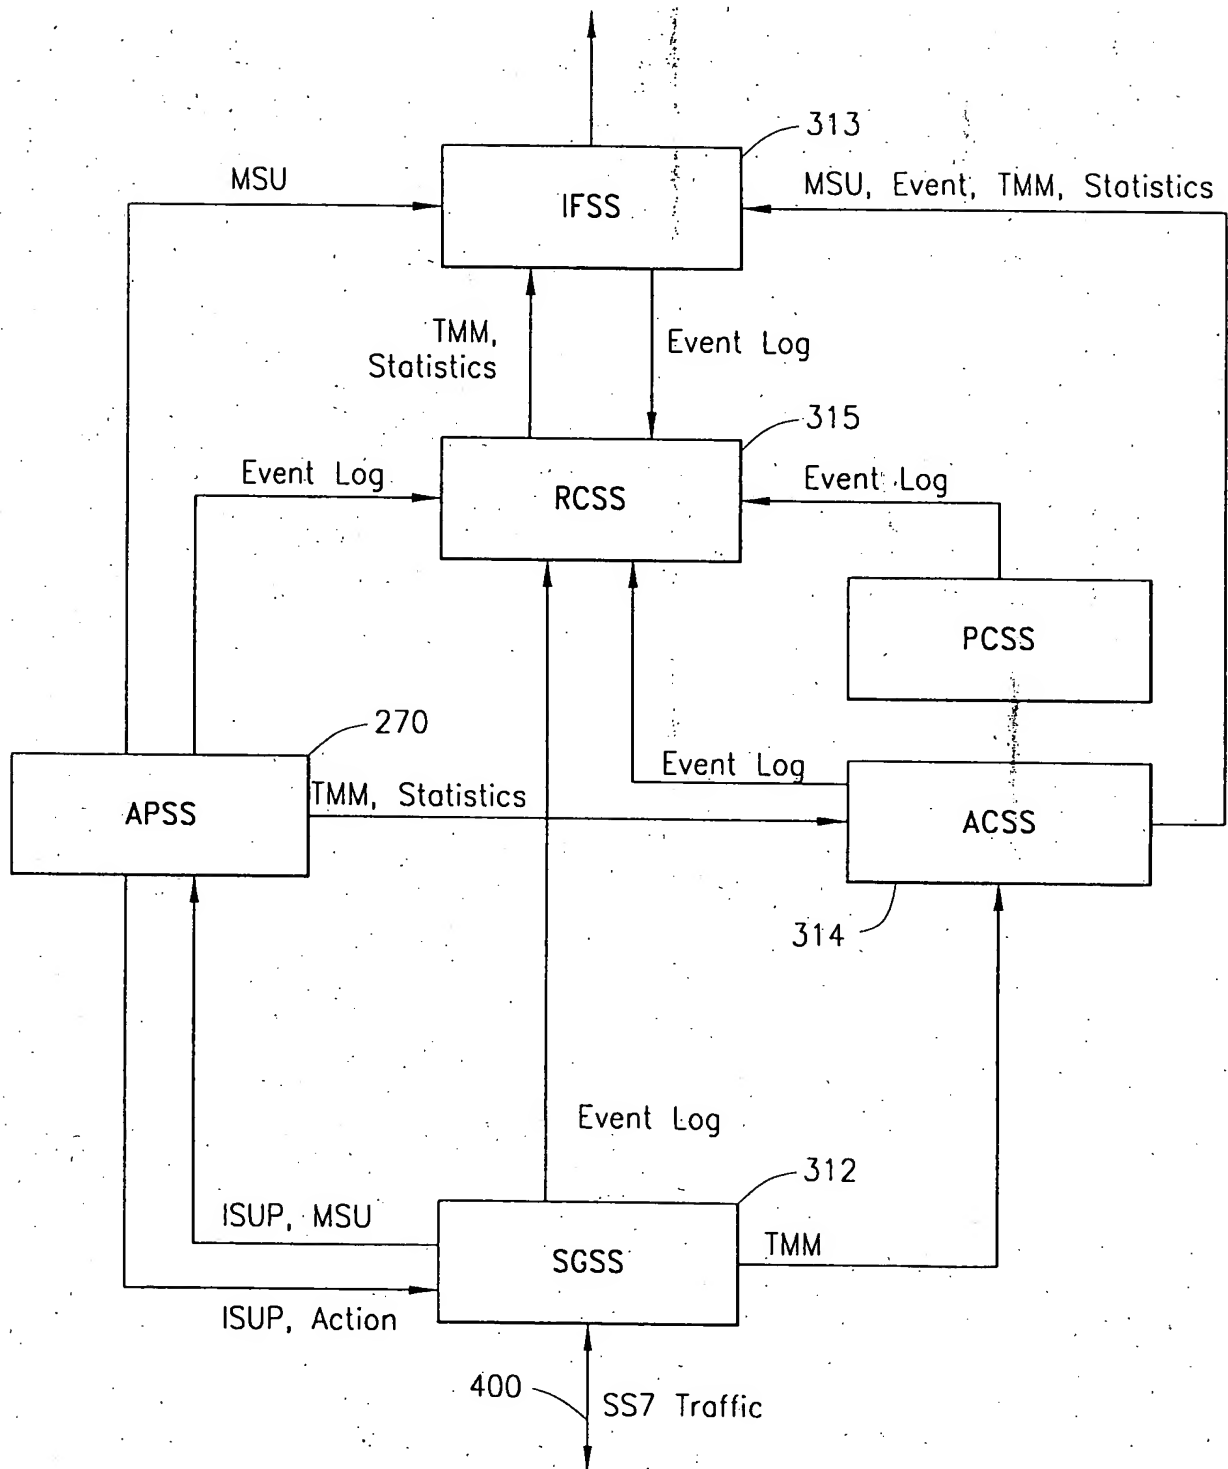 313
MSU
MSU, Event, TMM, Statistics
IFSS
TMM,
Statistics
Event Log
315
Event Log
Event Log
RCSS
PCSS
270
Event Log
TMM, Statistics
APSS
ACSS
314
Event Log
312
ISUP, MSU
TMM
SGSS
ISUP, Action
400
SS7 Traffic